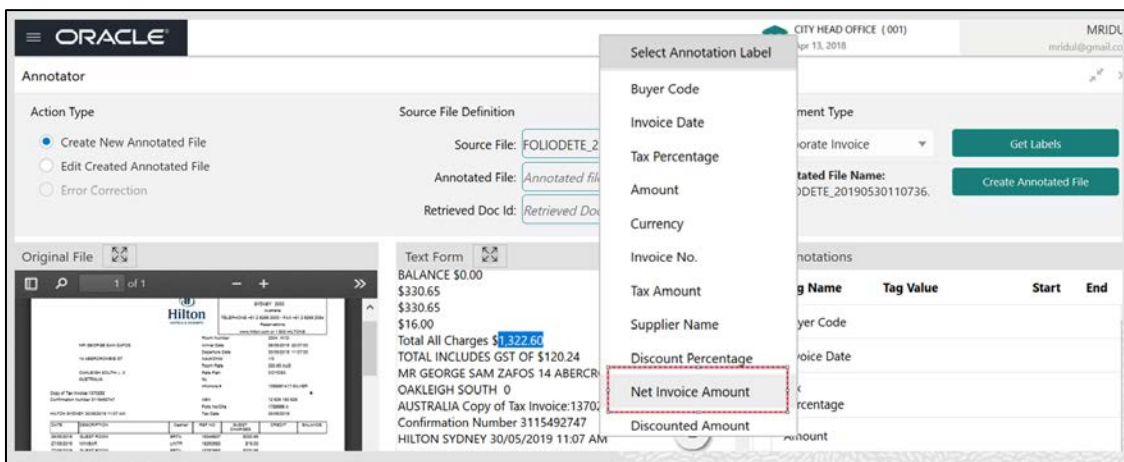 ORACLE
CITY HEAD OFFICE ( 001)
Apr 13, 2018
MRIDU
mridul@gmail.co
Annotator
Action Type
Create New Annotated File
Edit Created Annotated File
Error Correction
Source File Definition
Source File: FOLIODETE_2
Annotated File: Annotated file
Retrieved Doc Id: Retrieved Doc
Select Annotation Label
Buyer Code
Invoice Date
Tax Percentage
Amount
Currency
Invoice No.
Tax Amount
Supplier Name
Discount Percentage
Net Invoice Amount
Discounted Amount
ment Type
orate Invoice
Get Labels
tated File Name:
ODETE_20190530110736.
Create Annotated File
Original File
1 of 1
Hilton
Text Form
BALANCE $0.00
$330.65
$330.65
$16.00
Total All Charges $1,322.60
TOTAL INCLUDES GST OF $120.24
MR GEORGE SAM ZAFOS 14 ABERCR
OAKLEIGH SOUTH 0
AUSTRALIA Copy of Tax Invoice:13702
Confirmation Number 3115492747
HILTON SYDNEY 30/05/2019 11:07 AM
notations
g Name Tag Value Start End
yer Code
voice Date
x
rcentage
Amount